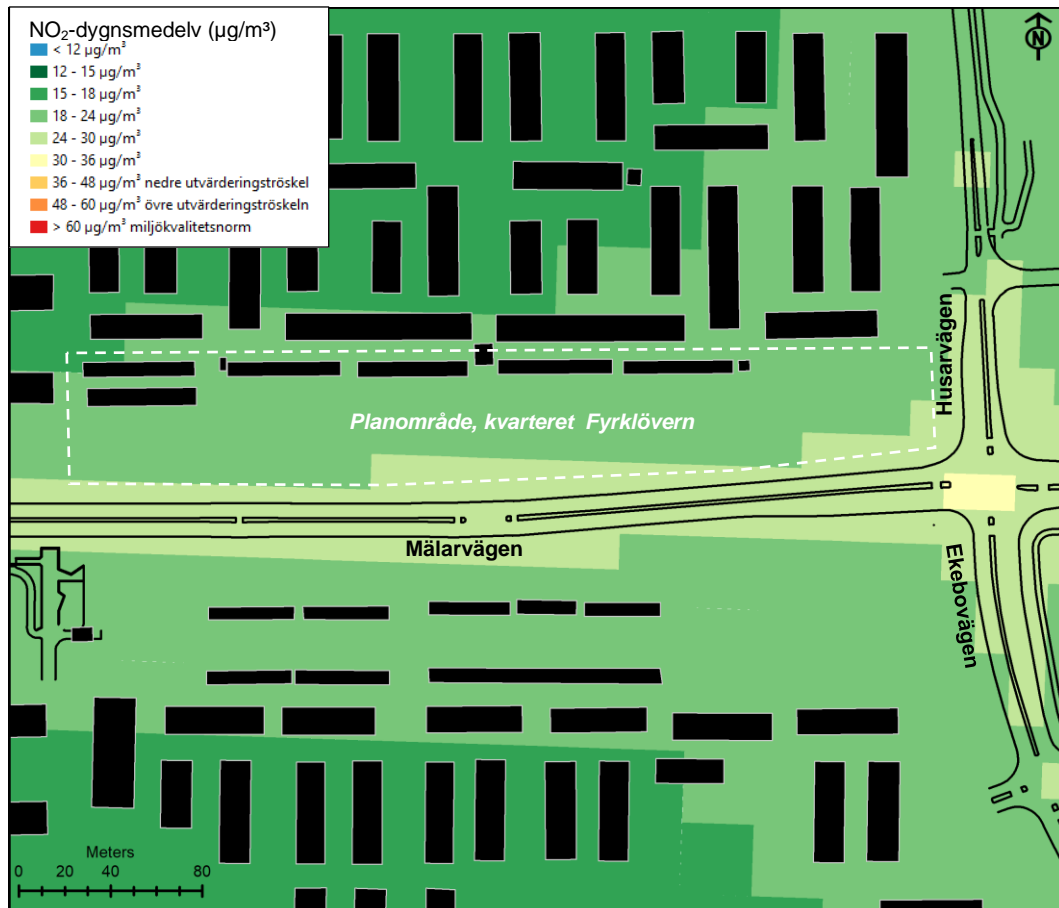 NO₂-dygnsmedelv (µg/m³)
< 12 µg/m³
12 - 15 µg/m³
15 - 18 µg/m³
18 - 24 µg/m³
24 - 30 µg/m³
30 - 36 µg/m³
36 - 48 µg/m³ nedre utvärderingströskel
48 - 60 µg/m³ övre utvärderingströskeln
> 60 µg/m³ miljökvalitetsnorm
N
Husarvägen
Planområde, kvarteret Fyrklövern
Mälarvägen
Ekebovägen
Meters
0 20 40 80